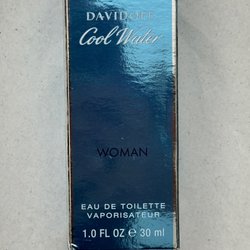 DAVIDOFF
Cool Water
WOMAN
EAU DE TOILETTE
VAPORISATEUR
1.0 FL OZ ℮ 30 ml